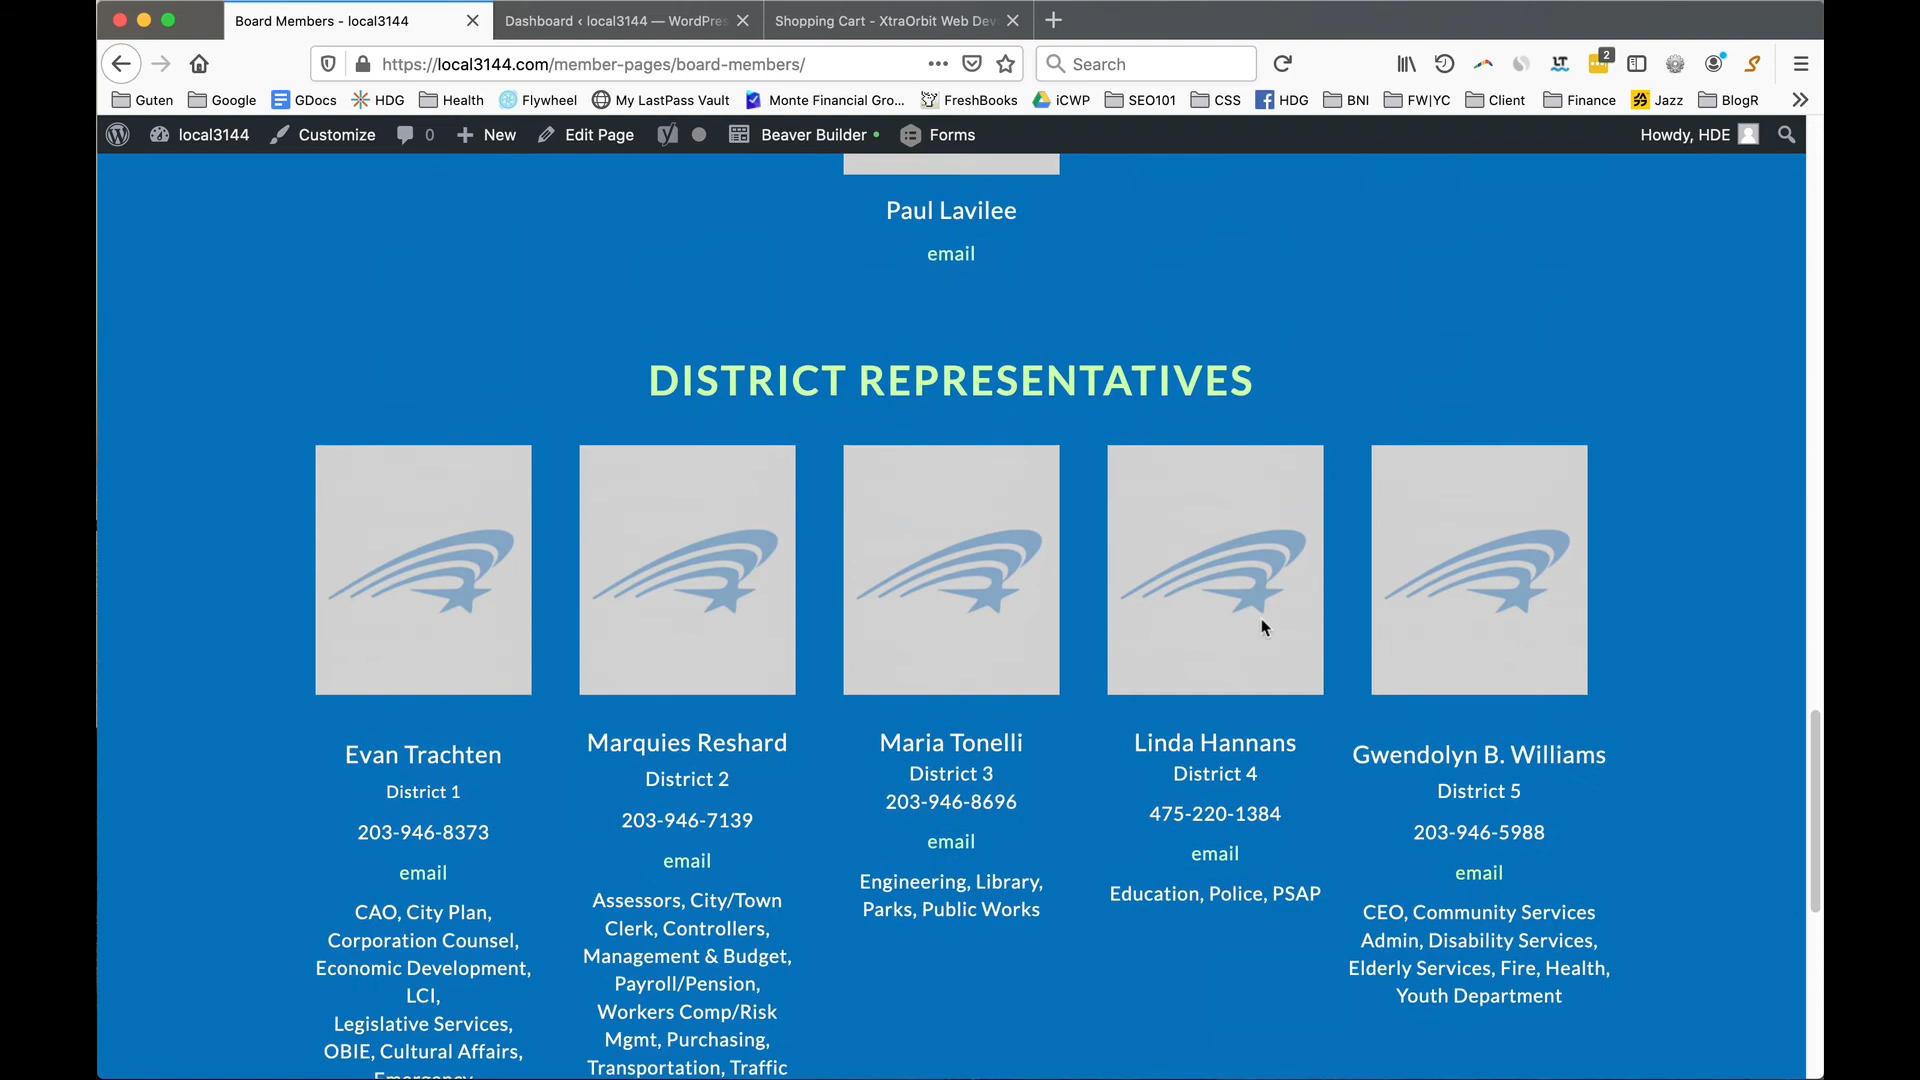 Board Members - local3144
Dashboard ‹ local3144 — WordPres
Shopping Cart - XtraOrbit Web Dev
https://local3144.com/member-pages/board-members/
Search
2
Guten
Google
GDocs
HDG
Health
Flywheel
My LastPass Vault
Monte Financial Gro...
FreshBooks
iCWP
SEO101
CSS
HDG
BNI
FW|YC
Client
Finance
Jazz
BlogR
local3144
Customize
0
New
Edit Page
Beaver Builder
Forms
Howdy, HDE
Paul Lavilee
email
DISTRICT REPRESENTATIVES
Evan Trachten
District 1
203-946-8373
email
CAO, City Plan,
Corporation Counsel,
Economic Development,
LCI,
Legislative Services,
OBIE, Cultural Affairs,
Emergency
Marquies Reshard
District 2
203-946-7139
email
Assessors, City/Town
Clerk, Controllers,
Management & Budget,
Payroll/Pension,
Workers Comp/Risk
Mgmt, Purchasing,
Transportation, Traffic
Maria Tonelli
District 3
203-946-8696
email
Engineering, Library,
Parks, Public Works
Linda Hannans
District 4
475-220-1384
email
Education, Police, PSAP
Gwendolyn B. Williams
District 5
203-946-5988
email
CEO, Community Services
Admin, Disability Services,
Elderly Services, Fire, Health,
Youth Department